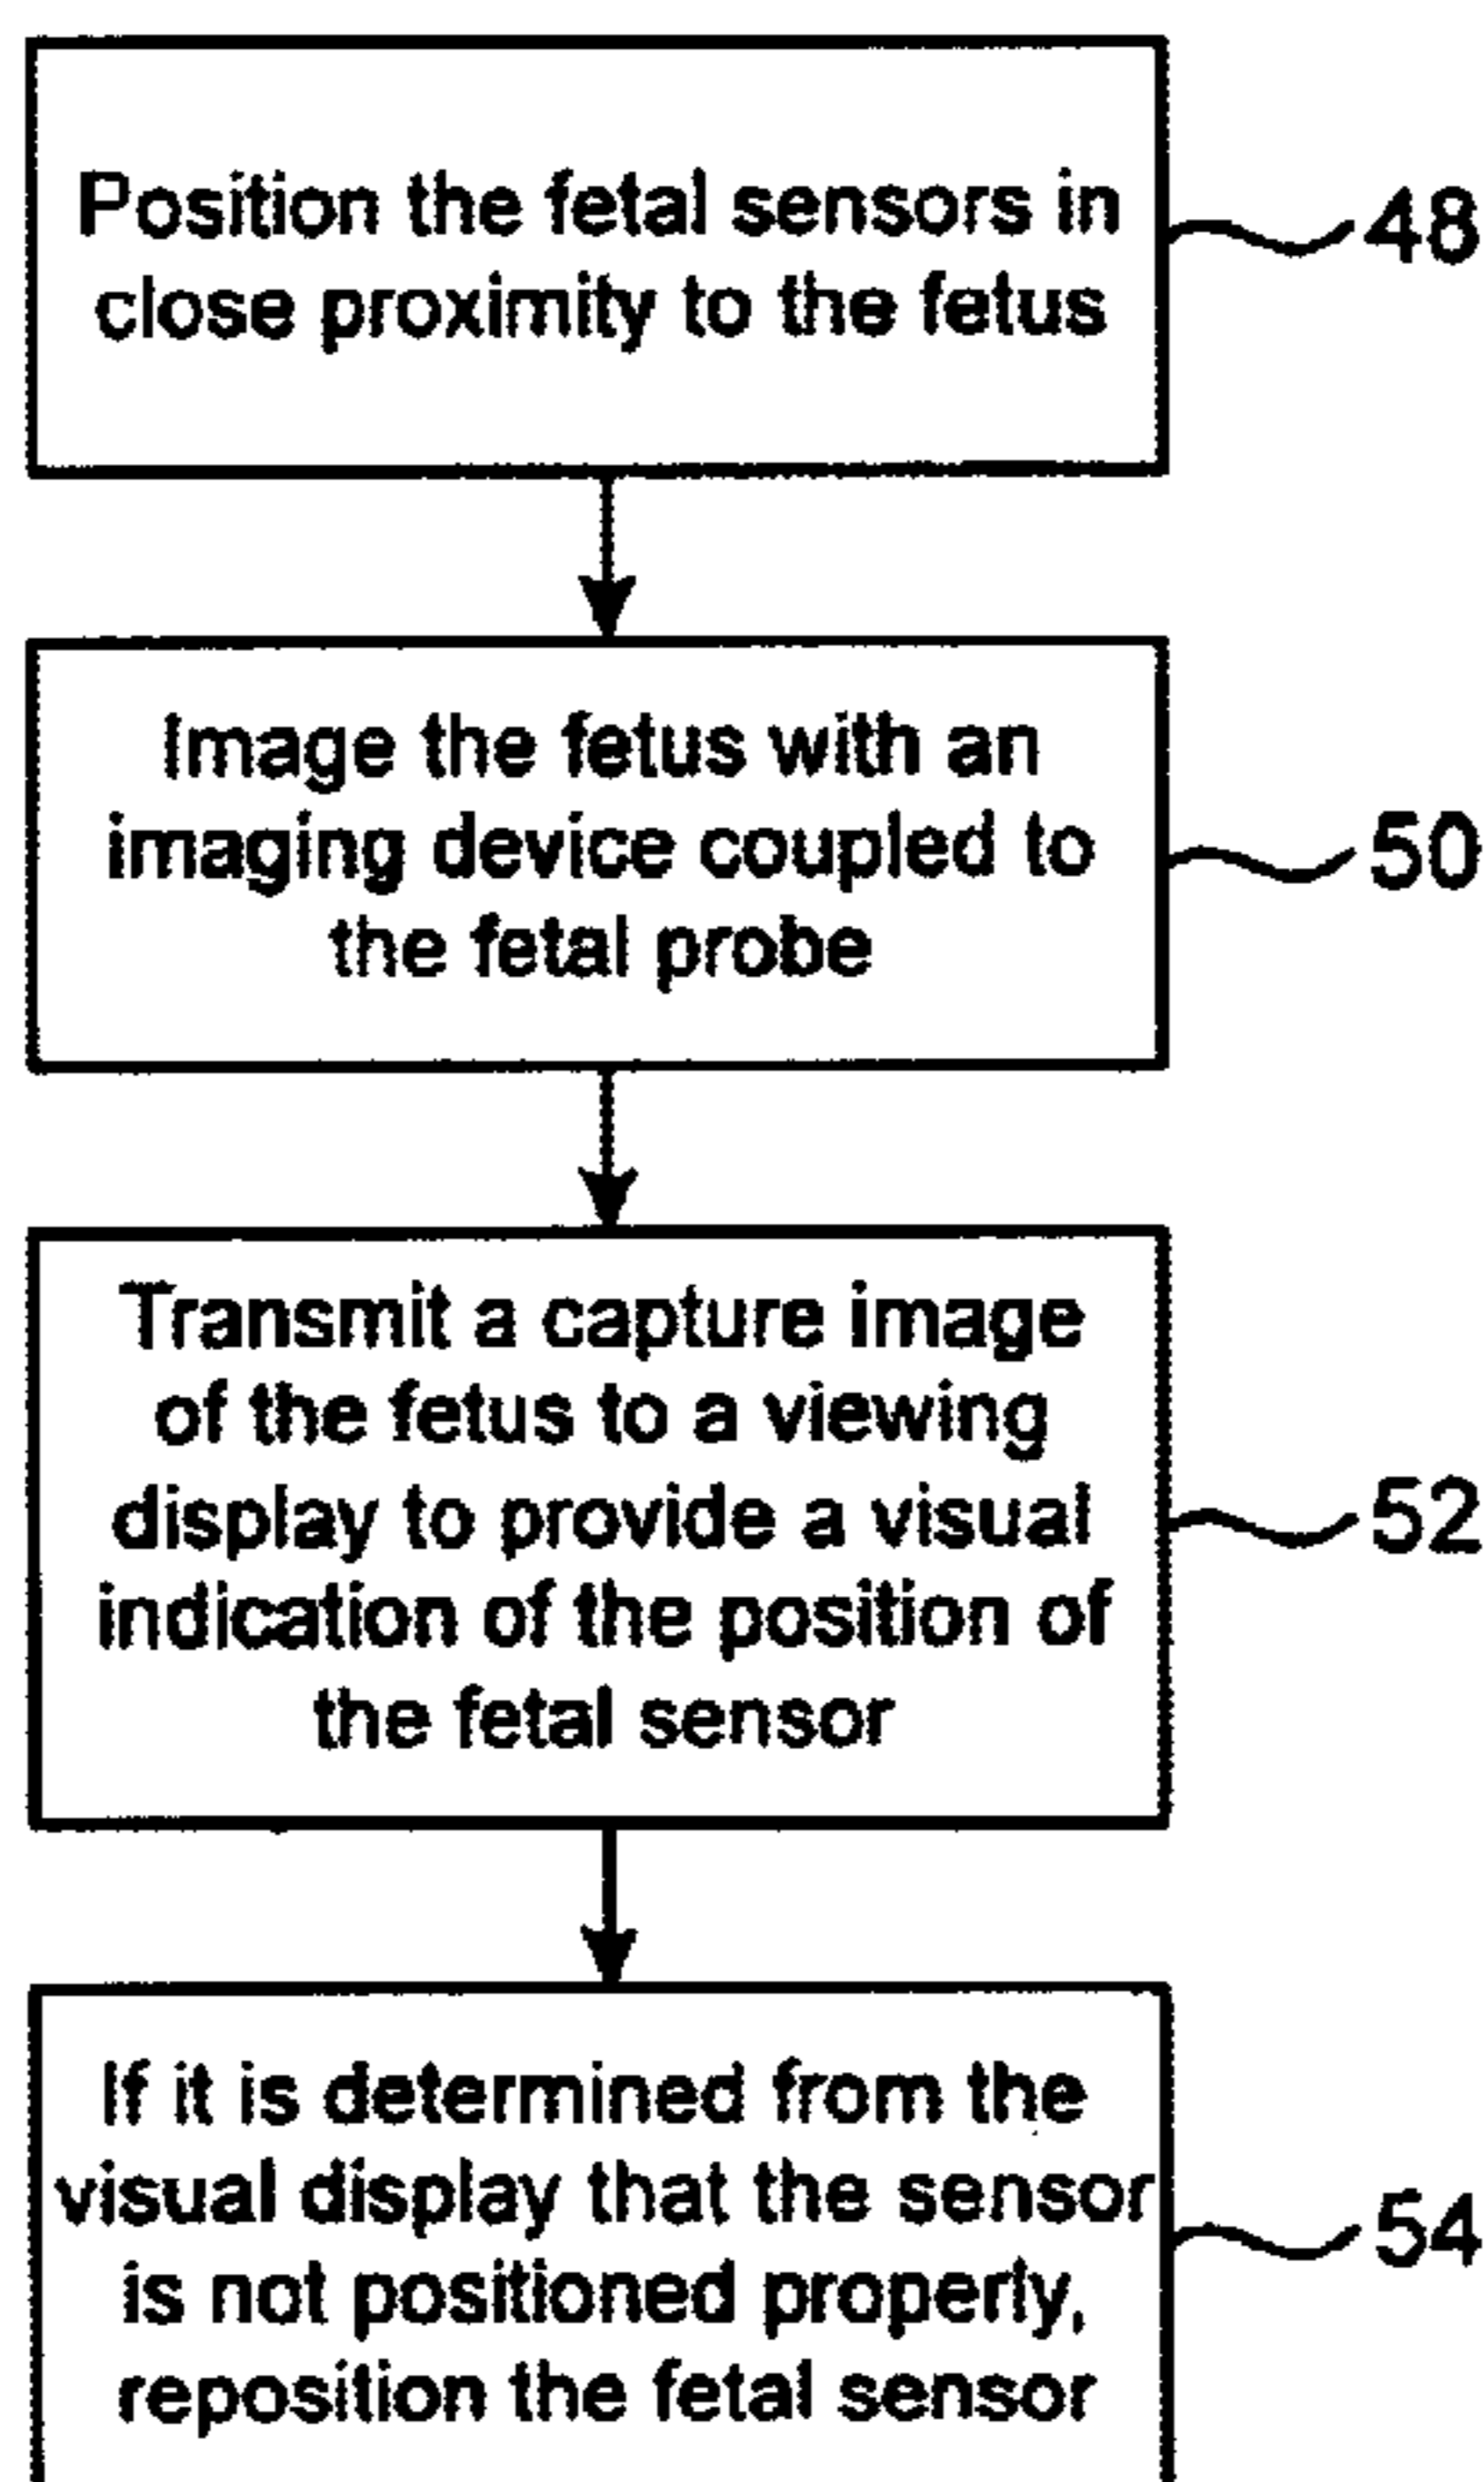 Position the fetal sensors in
close proximity to the fetus
48
Image the fetus with an
imaging device coupled to
the fetal probe
50
Transmit a capture image
of the fetus to a viewing
display to provide a visual
indication of the position of
the fetal sensor
52
If it is determined from the
visual display that the sensor
is not positioned properly,
reposition the fetal sensor
54